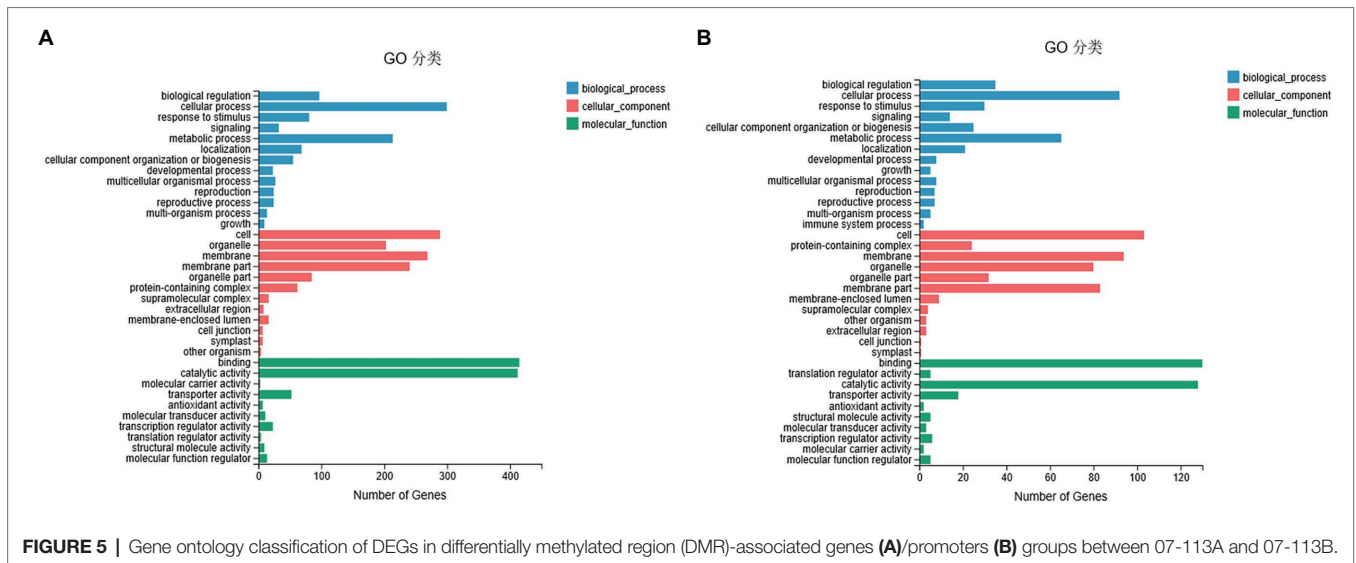 A
GO 分类
biological_process
cellular_component
molecular_function
biological regulation
cellular process
response to stimulus
signaling
metabolic process
localization
cellular component organization or biogenesis
developmental process
multicellular organismal process
reproduction
reproductive process
multi-organism process
growth
cell
organelle
membrane
membrane part
organelle part
protein-containing complex
supramolecular complex
extracellular region
membrane-enclosed lumen
cell junction
symplast
other organism
binding
catalytic activity
molecular carrier activity
transporter activity
antioxidant activity
molecular transducer activity
transcription regulator activity
translation regulator activity
structural molecule activity
molecular function regulator
0 100 200 300 400
Number of Genes
B
GO 分类
biological_process
cellular_component
molecular_function
biological regulation
cellular process
response to stimulus
signaling
cellular component organization or biogenesis
metabolic process
localization
developmental process
growth
multicellular organismal process
reproduction
reproductive process
multi-organism process
immune system process
cell
protein-containing complex
membrane
organelle
organelle part
membrane part
membrane-enclosed lumen
supramolecular complex
other organism
extracellular region
cell junction
symplast
binding
translation regulator activity
catalytic activity
transporter activity
antioxidant activity
structural molecule activity
molecular transducer activity
transcription regulator activity
molecular carrier activity
molecular function regulator
0 20 40 60 80 100 120
Number of Genes
FIGURE 5 | Gene ontology classification of DEGs in differentially methylated region (DMR)-associated genes (A)/promoters (B) groups between 07-113A and 07-113B.